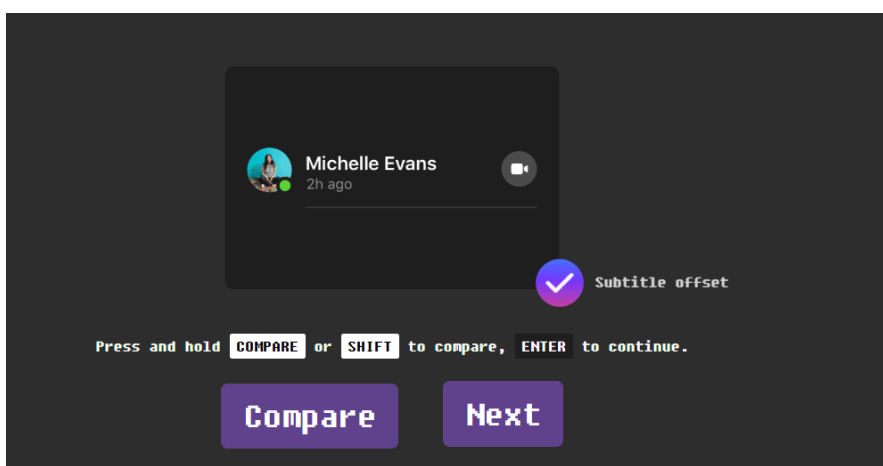 Michelle Evans
2h ago
Subtitle offset
Press and hold COMPARE or SHIFT to compare, ENTER to continue.
Compare
Next